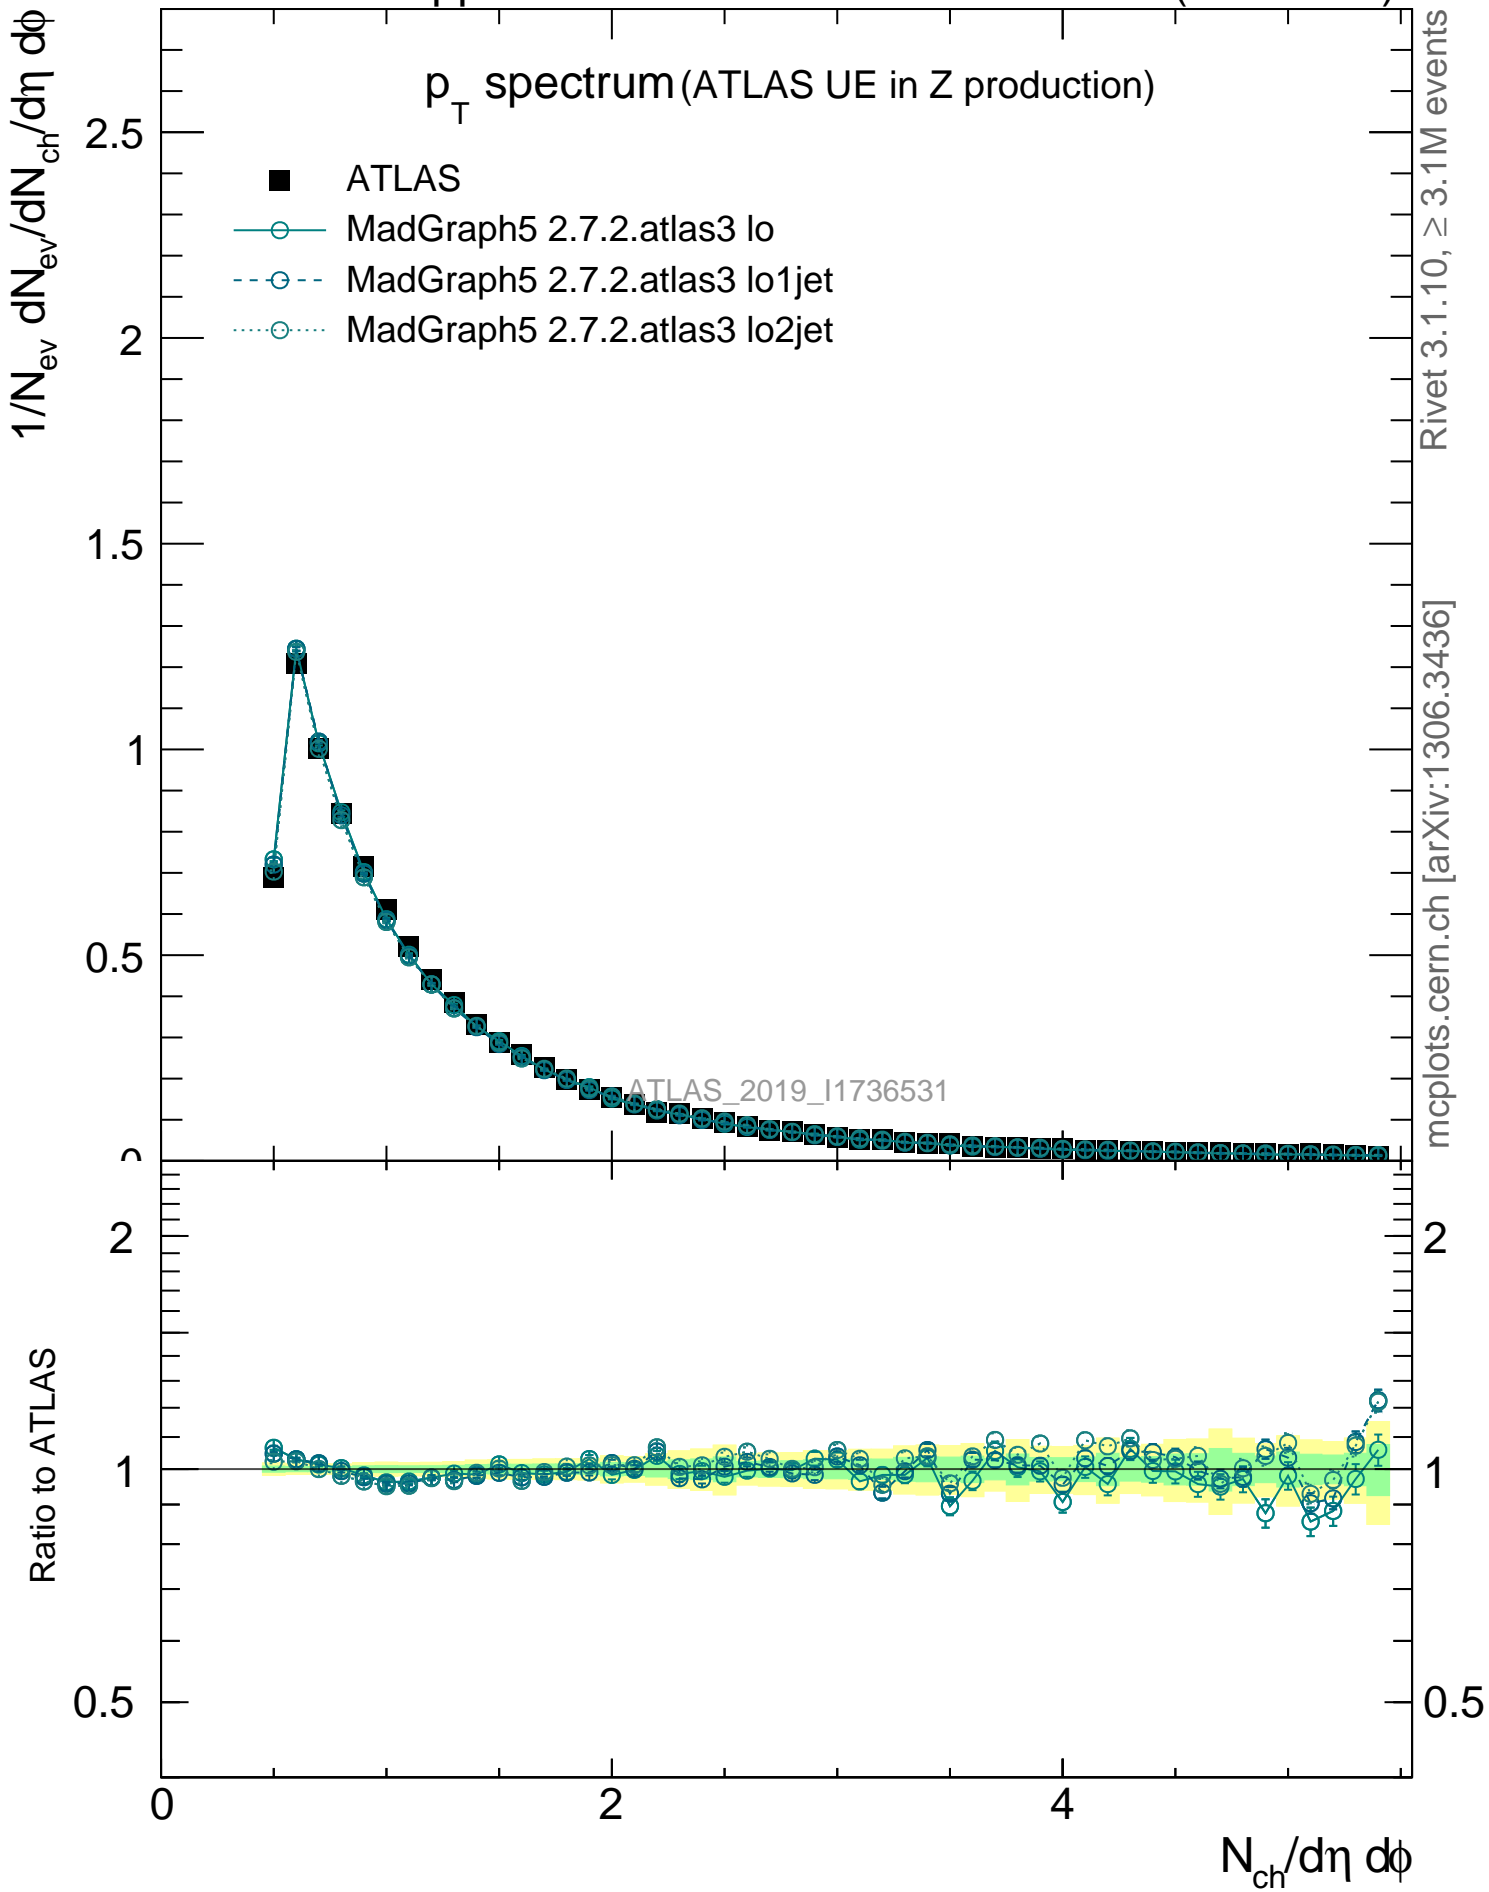 pp
p_T spectrum (ATLAS UE in Z production)
1/N_ev dN_ev/dN_ch/dη dϕ
ATLAS
MadGraph5 2.7.2.atlas3 lo
MadGraph5 2.7.2.atlas3 lo1jet
MadGraph5 2.7.2.atlas3 lo2jet
2.5
2
1.5
1
0.5
0
ATLAS_2019_I1736531
Rivet 3.1.10, ≥ 3.1M events
mcplots.cern.ch [arXiv:1306.3436]
Ratio to ATLAS
2
1
0.5
2
1
0.5
0
2
4
N_ch/dη dϕ